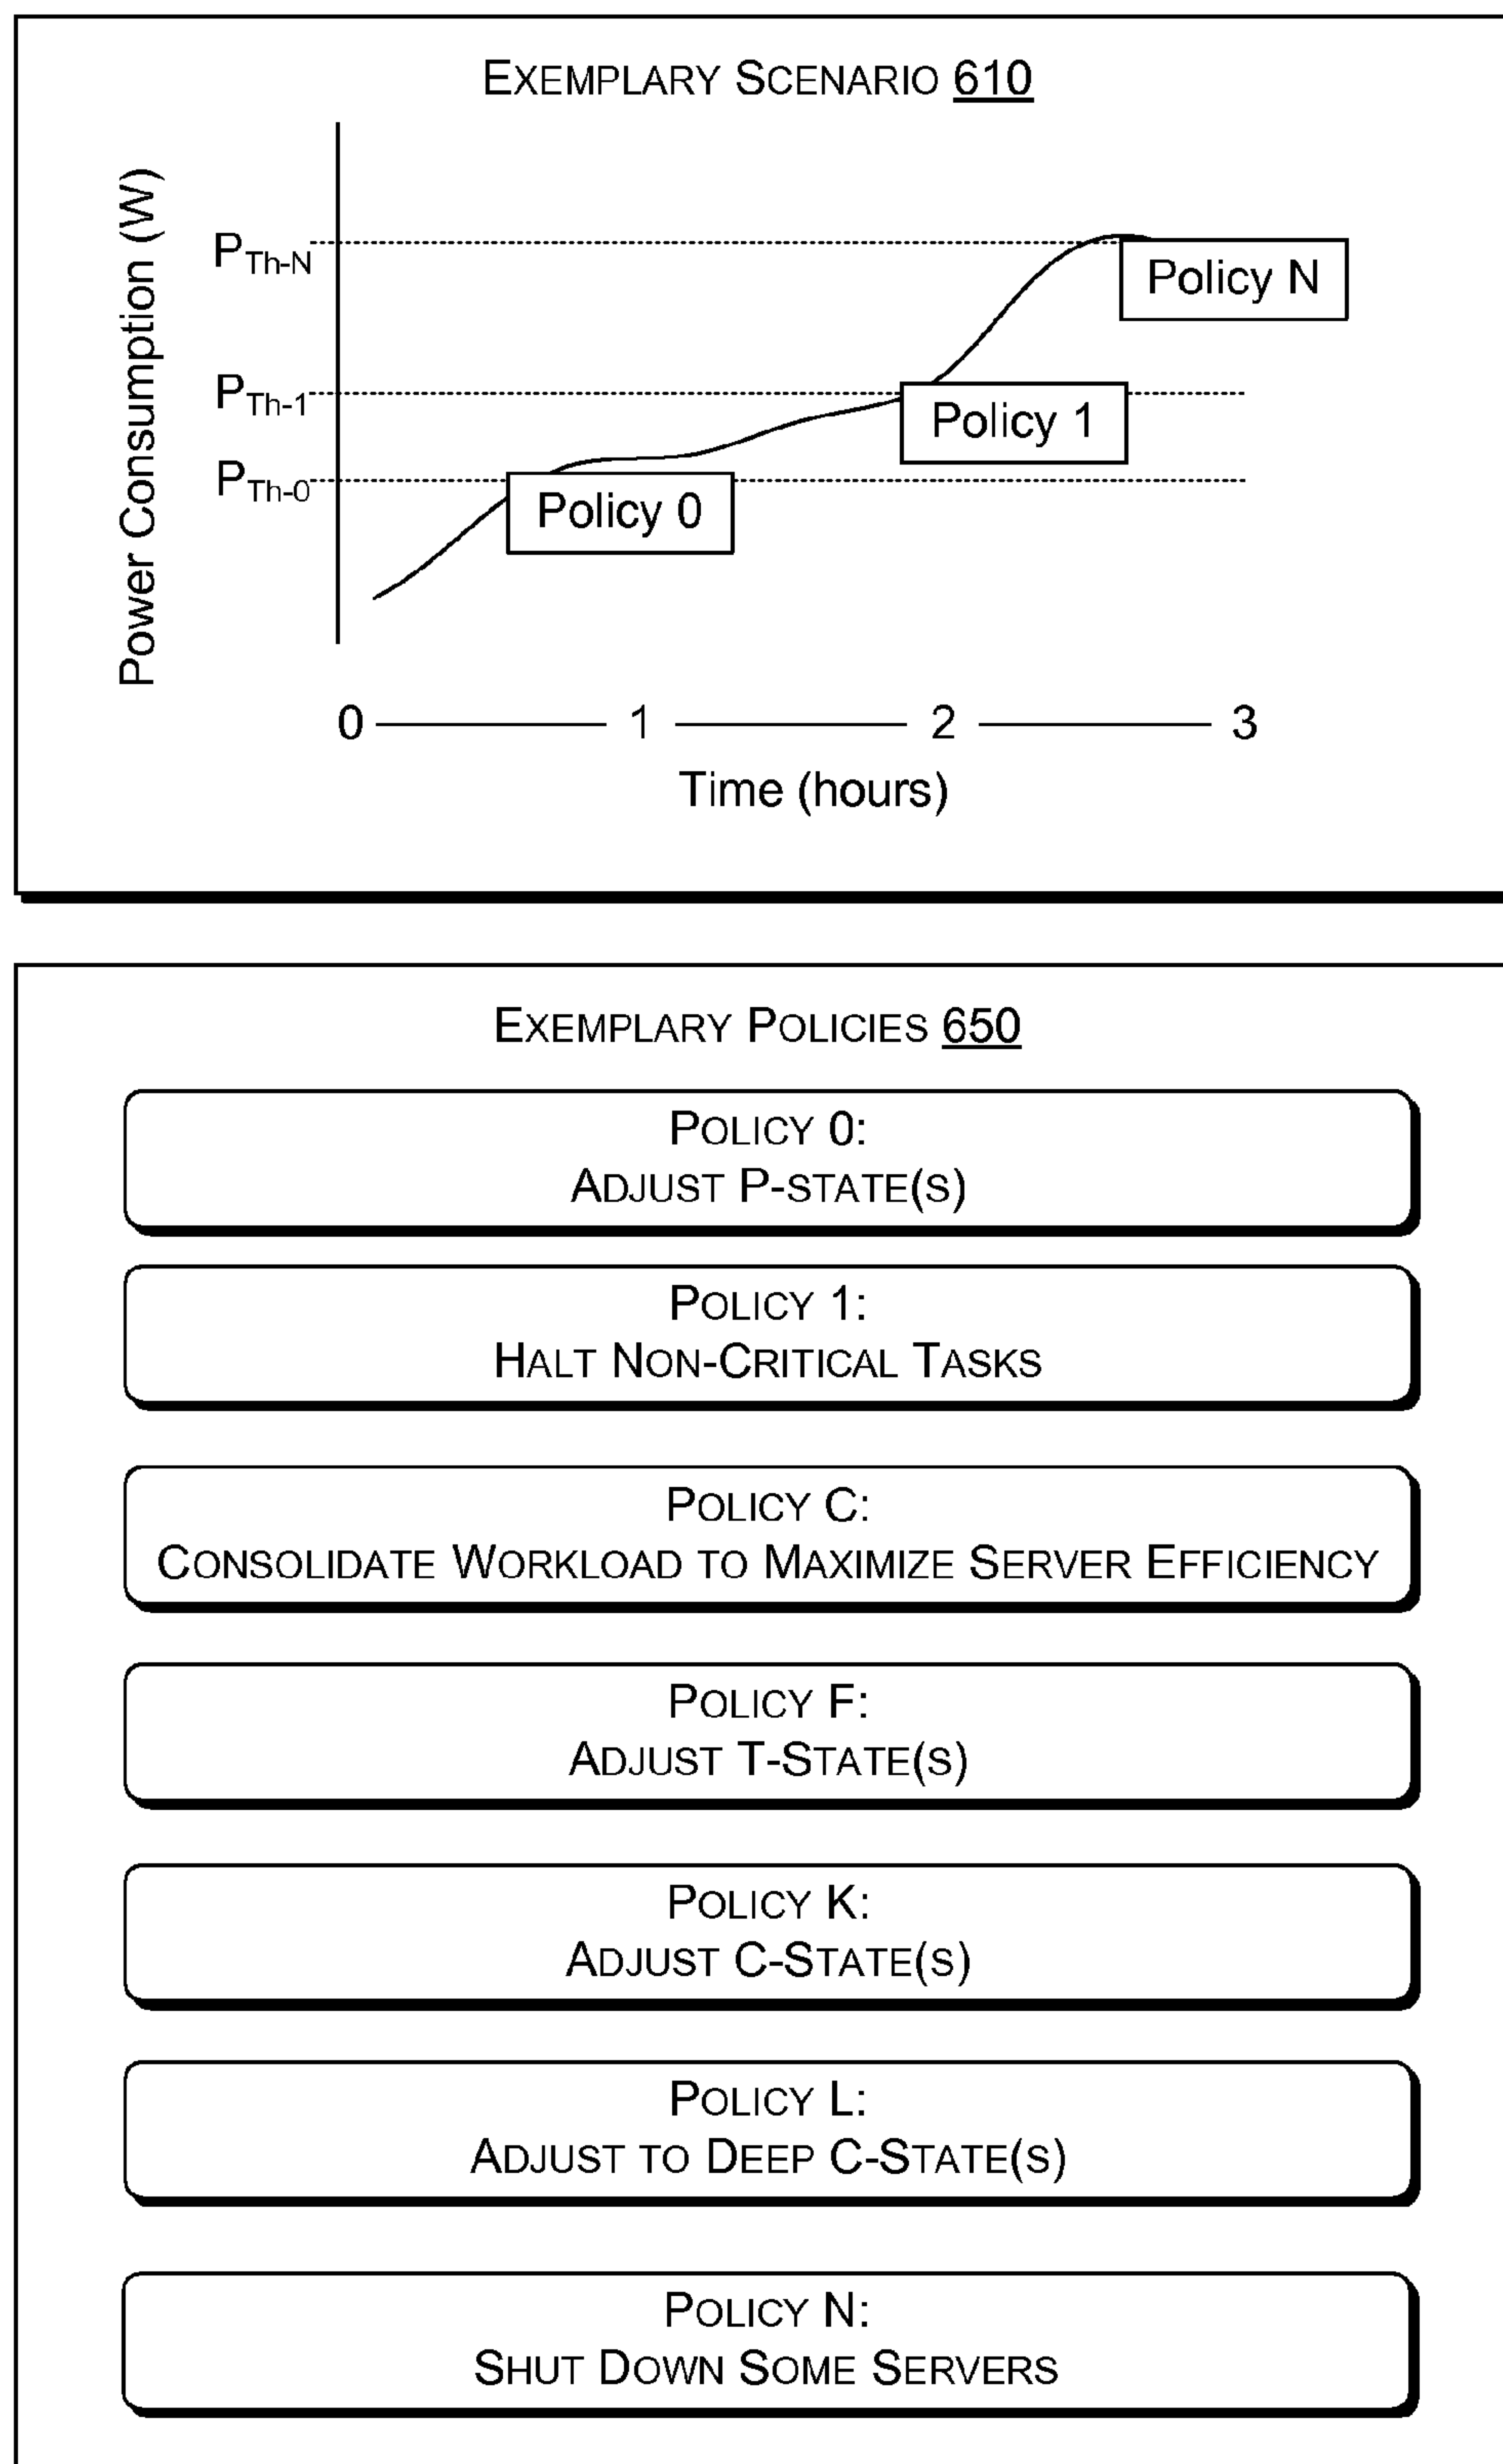 EXEMPLARY SCENARIO 610
Power Consumption (W)
PTh-N
Policy N
PTh-1
Policy 1
PTh-0
Policy 0
0 1 2 3
Time (hours)
EXEMPLARY POLICIES 650
POLICY 0:
ADJUST P-STATE(S)
POLICY 1:
HALT NON-CRITICAL TASKS
POLICY C:
CONSOLIDATE WORKLOAD TO MAXIMIZE SERVER EFFICIENCY
POLICY F:
ADJUST T-STATE(S)
POLICY K:
ADJUST C-STATE(S)
POLICY L:
ADJUST TO DEEP C-STATE(S)
POLICY N:
SHUT DOWN SOME SERVERS